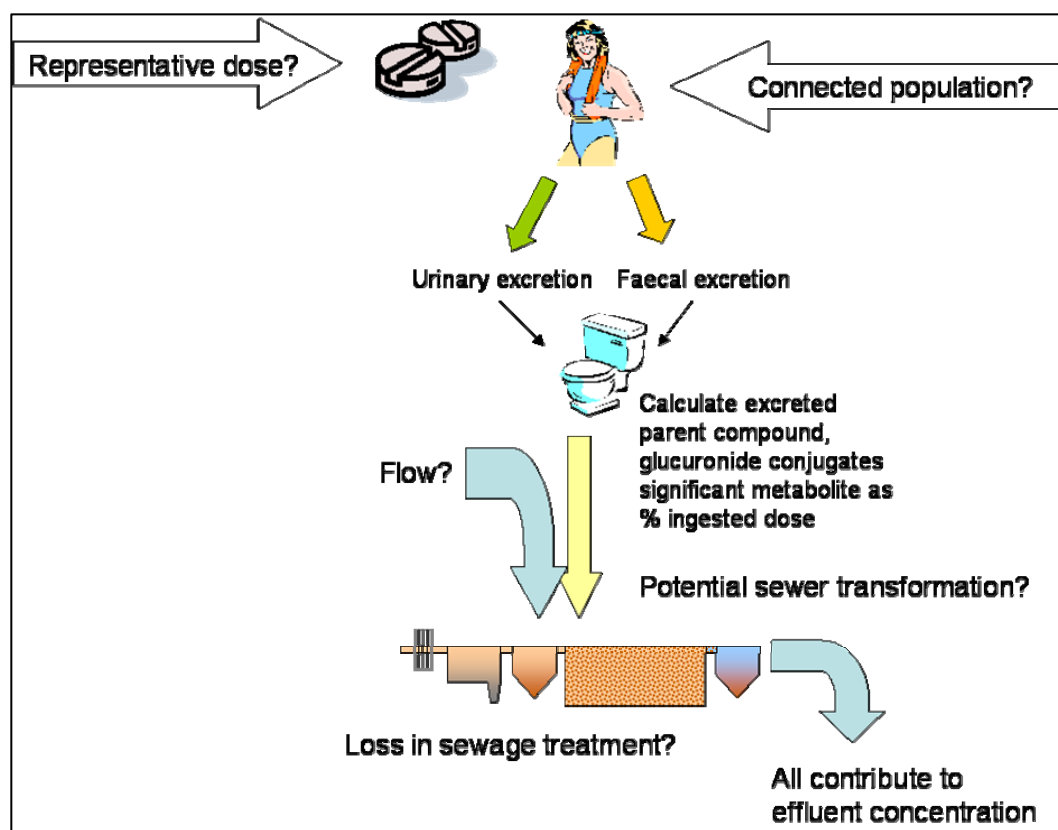 Representative dose?
Connected population?
Urinary excretion
Faecal excretion
Calculate excreted
parent compound,
glucuronide conjugates
significant metabolite as
% ingested dose
Flow?
Potential sewer transformation?
Loss in sewage treatment?
All contribute to
effluent concentration